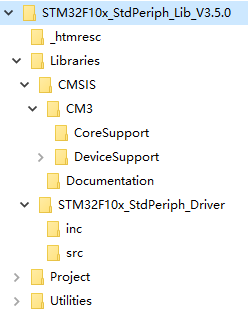 STM32F10x_StdPeriph_Lib_V3.5.0
_htmresc
Libraries
CMSIS
CM3
CoreSupport
DeviceSupport
Documentation
STM32F10x_StdPeriph_Driver
inc
src
Project
Utilities